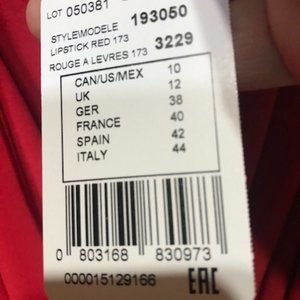 LOT 050381
STYLE\MODELE 193050
LIPSTICK RED 173
ROUGE A LEVRES 173 3229
CAN/US/MEX 10
UK 12
GER 38
FRANCE 40
SPAIN 42
ITALY 44
0 803168 830973
000015129166 EAC